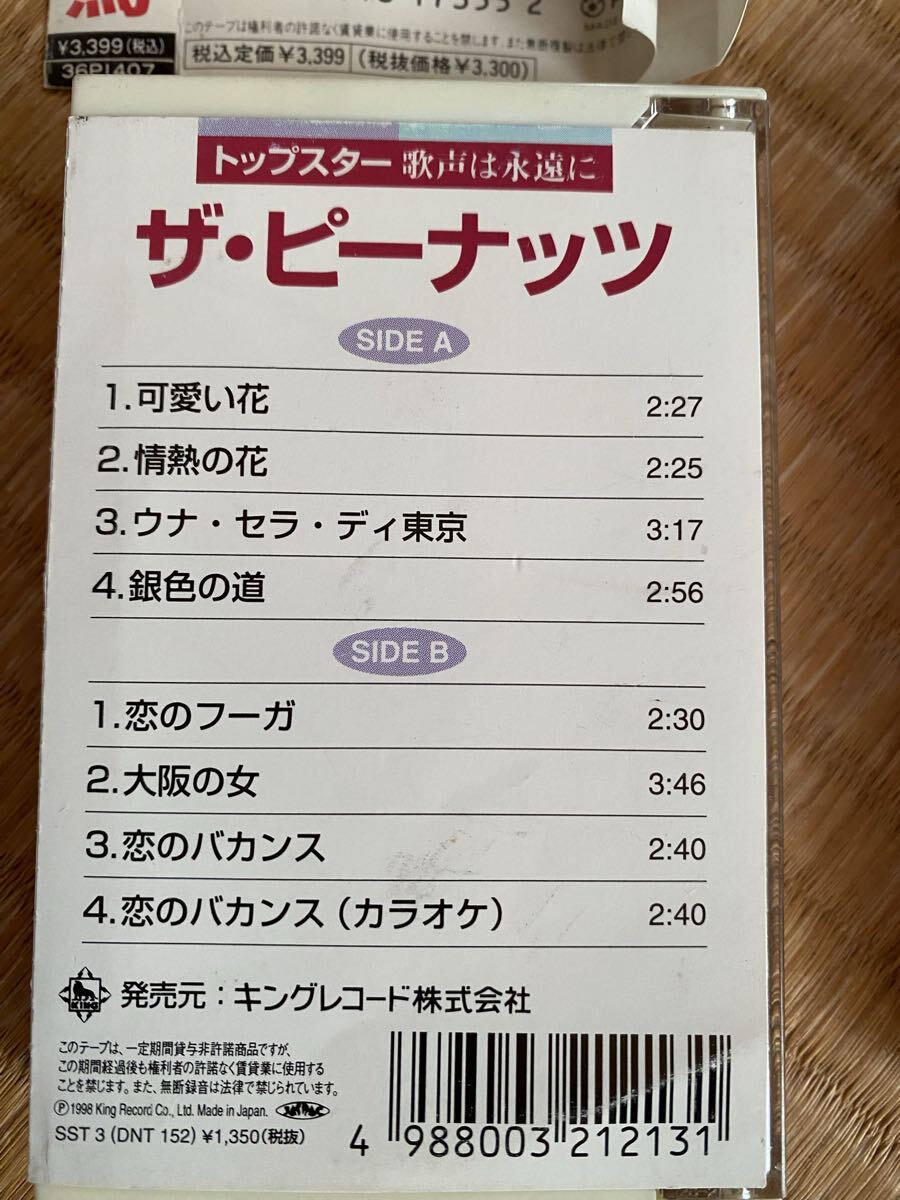 ¥3,399(税込)
36P1407
このテープは権利者の許諾なく賃貸業に使用することを禁じます。また無断複製は法律で
税込定価¥3,399 (税抜価格¥3,300)
トップスター 歌声は永遠に
ザ・ピーナッツ
SIDE A
1.可愛い花 2:27
2.情熱の花 2:25
3.ウナ・セラ・ディ東京 3:17
4.銀色の道 2:56
SIDE B
1.恋のフーガ 2:30
2.大阪の女 3:46
3.恋のバカンス 2:40
4.恋のバカンス(カラオケ) 2:40
KING
発売元:キングレコード株式会社
このテープは、一定期間貸与非許諾商品ですが、
この期間経過後も権利者の許諾なく賃貸業に使用する
ことを禁じます。また、無断録音は法律で禁じられています。
Ⓟ1998 King Record Co., Ltd. Made in Japan.
SST 3 (DNT 152) ¥1,350(税抜)
4 988003 212131